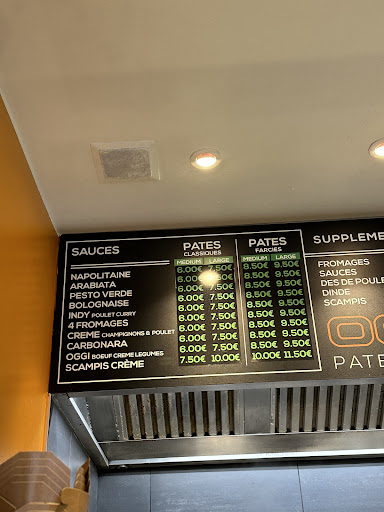 SAUCES PATES CLASSIQUES PATES FARCIES SUPPLEME
MEDIUM LARGE MEDIUM LARGE
NAPOLITAINE 6.00€ 7.50€ 8.50€ 9.50€ FROMAGES
ARABIATA 6.00€ 7.50€ 8.50€ 9.50€ SAUCES
PESTO VERDE 6.00€ 7.50€ 8.50€ 9.50€ DES DE POULE
BOLOGNAISE 6.00€ 7.50€ 8.50€ 9.50€ DINDE
INDY POULET CURRY 6.00€ 7.50€ 8.50€ 9.50€ SCAMPIS
4 FROMAGES 6.00€ 7.50€ 8.50€ 9.50€
CREME CHAMPIGNONS & POULET 6.00€ 7.50€ 8.50€ 9.50€
CARBONARA 6.00€ 7.50€ 8.50€ 9.50€
OGGI BOEUF CREME LEGUMES 6.00€ 7.50€ 8.50€ 9.50€
SCAMPIS CRÈME 7.50€ 10.00€ 10.00€ 11.50€
PATE